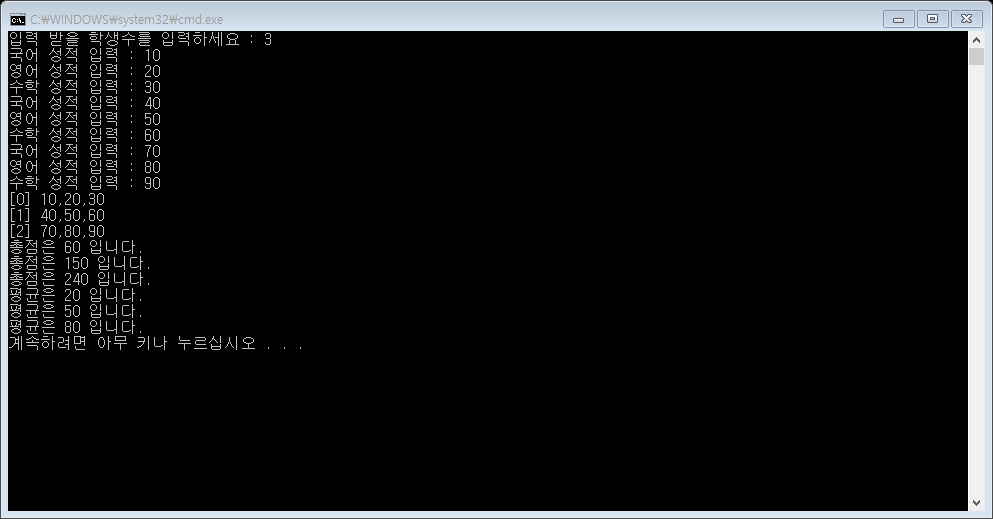 C:\WINDOWS\system32\cmd.exe
입력 받을 학생수를 입력하세요 : 3
국어 성적 입력 : 10
영어 성적 입력 : 20
수학 성적 입력 : 30
국어 성적 입력 : 40
영어 성적 입력 : 50
수학 성적 입력 : 60
국어 성적 입력 : 70
영어 성적 입력 : 80
수학 성적 입력 : 90
[0] 10,20,30
[1] 40,50,60
[2] 70,80,90
총점은 60 입니다.
총점은 150 입니다.
총점은 240 입니다.
평균은 20 입니다.
평균은 50 입니다.
평균은 80 입니다.
계속하려면 아무 키나 누르십시오 . . .